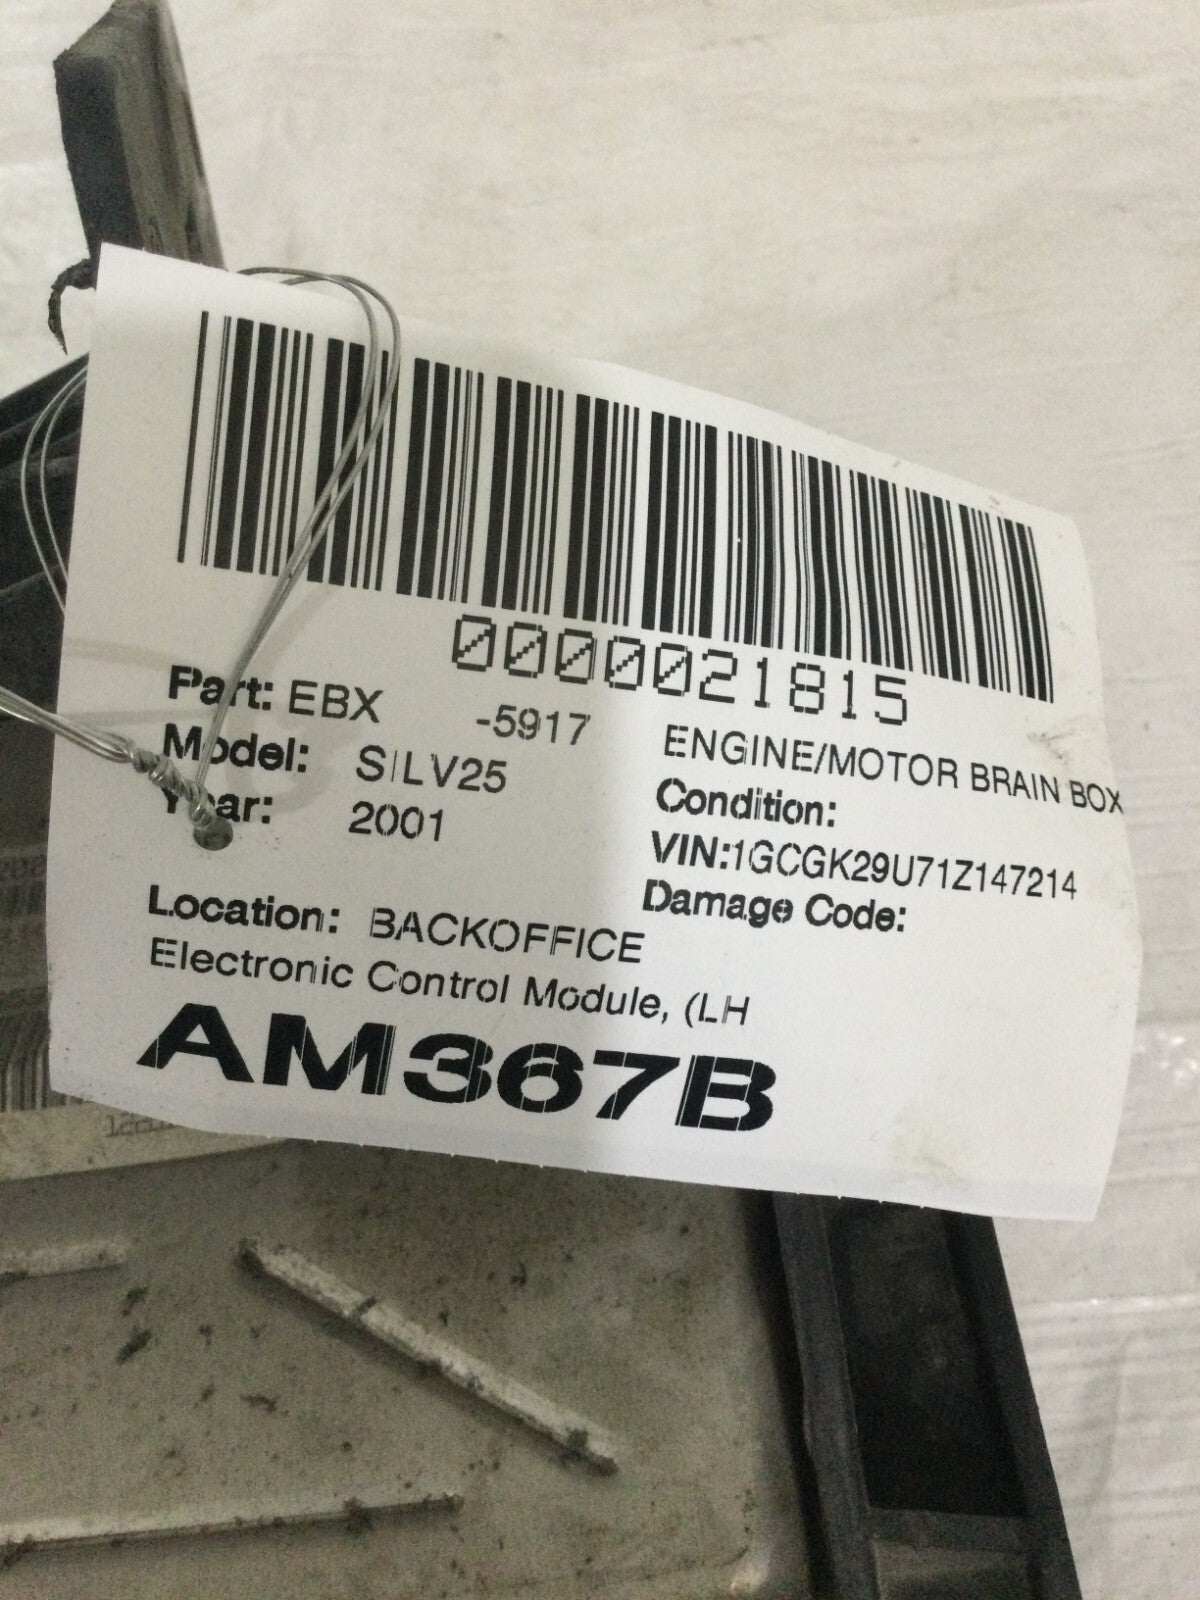 0000021815
Part: EBX -5917 ENGINE/MOTOR BRAIN BOX
Model: SILV25 Condition:
Year: 2001 VIN:1GCGK29U71Z147214
Damage Code:
Location: BACKOFFICE
Electronic Control Module, (LH
AM367B